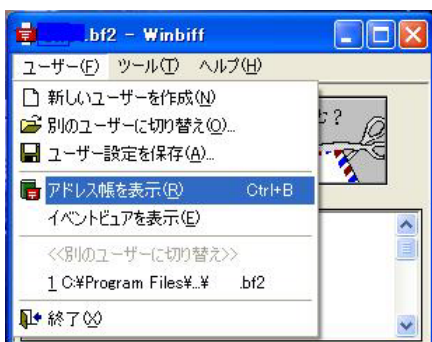 .bf2 - Winbiff
ユーザー(F) ツール(T) ヘルプ(H)
新しいユーザーを作成(N)
別のユーザーに切り替え(O)...
ユーザー設定を保存(A)...
アドレス帳を表示(R) Ctrl+B
イベントビュアを表示(E)
<<別のユーザーに切り替え>>
1 C:¥Program Files¥...¥ .bf2
終了(X)